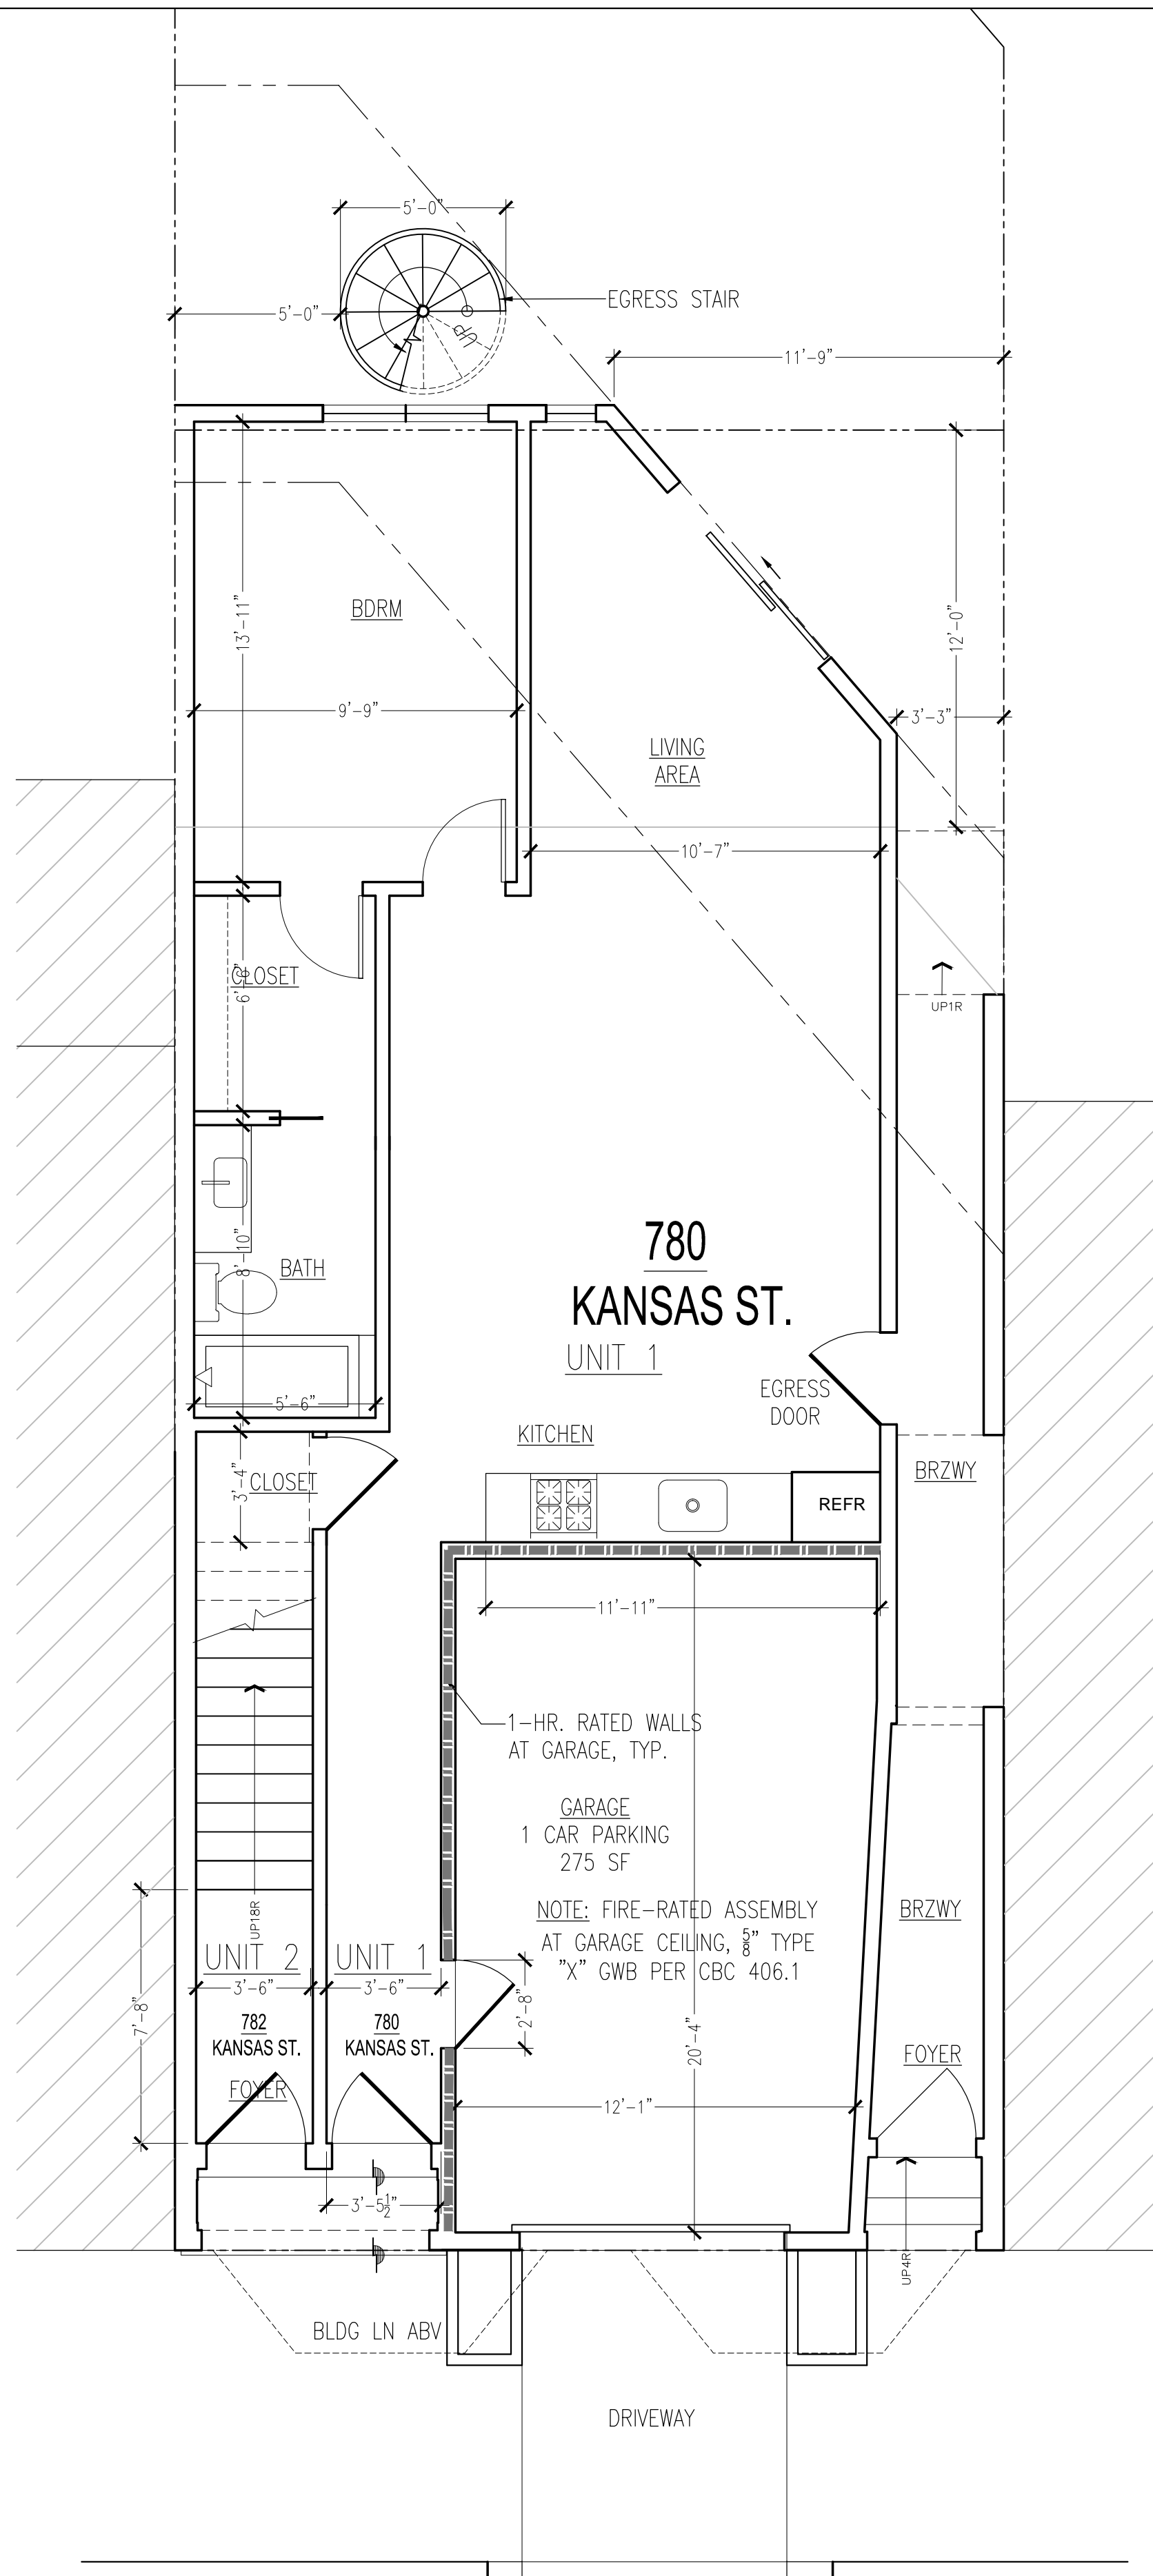 5'-0"
5'-0"
EGRESS STAIR
UP
11'-9"
BDRM
13'-11"
12'-0"
9'-9"
3'-3"
LIVING
AREA
10'-7"
CLOSET
6'-6"
UP1R
8'-10"
BATH
780
KANSAS ST.
UNIT 1
5'-6"
EGRESS
DOOR
KITCHEN
CLOSET
3'-4"
BRZWY
REFR
11'-11"
1-HR. RATED WALLS
AT GARAGE, TYP.
GARAGE
1 CAR PARKING
275 SF
NOTE: FIRE-RATED ASSEMBLY
AT GARAGE CEILING, 5/8" TYPE
"X" GWB PER CBC 406.1
BRZWY
UP18R
UNIT 2
UNIT 1
3'-6"
3'-6"
7'-8"
2'-8"
20'-4"
782
KANSAS ST.
780
KANSAS ST.
FOYER
FOYER
12'-1"
3'-5 1/2"
UP4R
BLDG LN ABV
DRIVEWAY